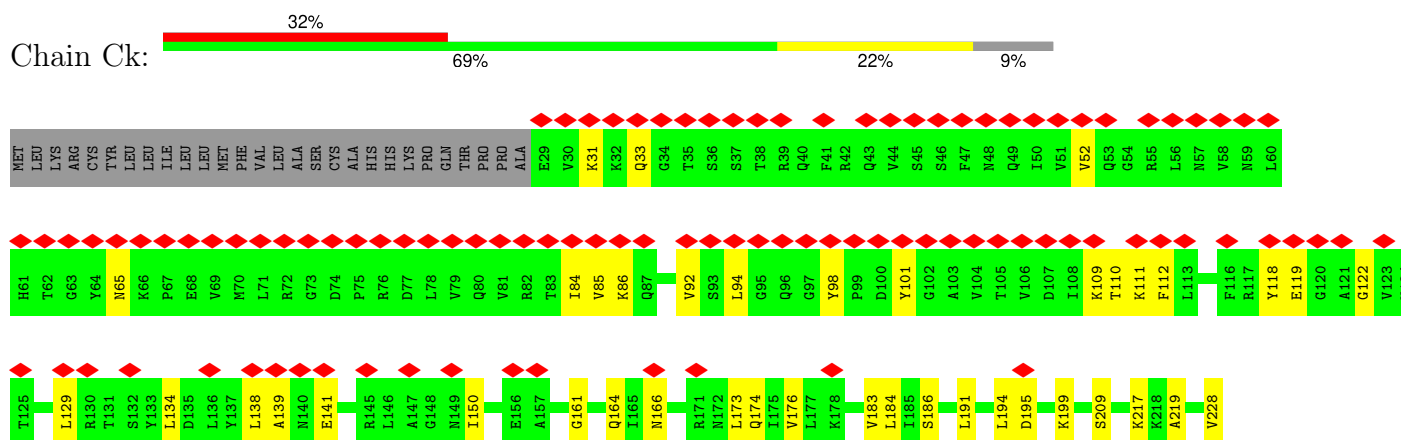 32%
Chain Ck:
69% 22% 9%
MET LEU LYS ARG CYS TYR LEU LEU ILE LEU LEU MET PHE VAL LEU ALA SER CYS ALA HIS HIS LYS PRO GLN THR PRO PRO ALA E29 V30 K31 K32 Q33 G34 T35 S36 S37 T38 R39 Q40 F41 R42 Q43 V44 S45 S46 F47 N48 Q49 I50 V51 V52 Q53 G54 R55 L56 N57 V58 N59 L60
H61 T62 G63 Y64 N65 K66 P67 E68 V69 M70 L71 R72 G73 D74 P75 R76 D77 L78 V79 Q80 V81 R82 T83 I84 V85 K86 Q87 V92 S93 L94 G95 Q96 G97 Y98 P99 D100 Y101 G102 A103 V104 T105 V106 D107 I108 K109 T110 K111 F112 L113 F116 R117 Y118 E119 G120 A121 G122 V123
T125 L129 R130 T131 S132 Y133 L134 D135 L136 Y137 L138 A139 N140 E141 R145 L146 A147 G148 N149 I150 E156 A157 G161 Q164 I165 N166 R171 N172 L173 Q174 I175 V176 L177 K178 V183 L184 I185 S186 L191 L194 D195 K199 S209 K217 K218 A219 V228